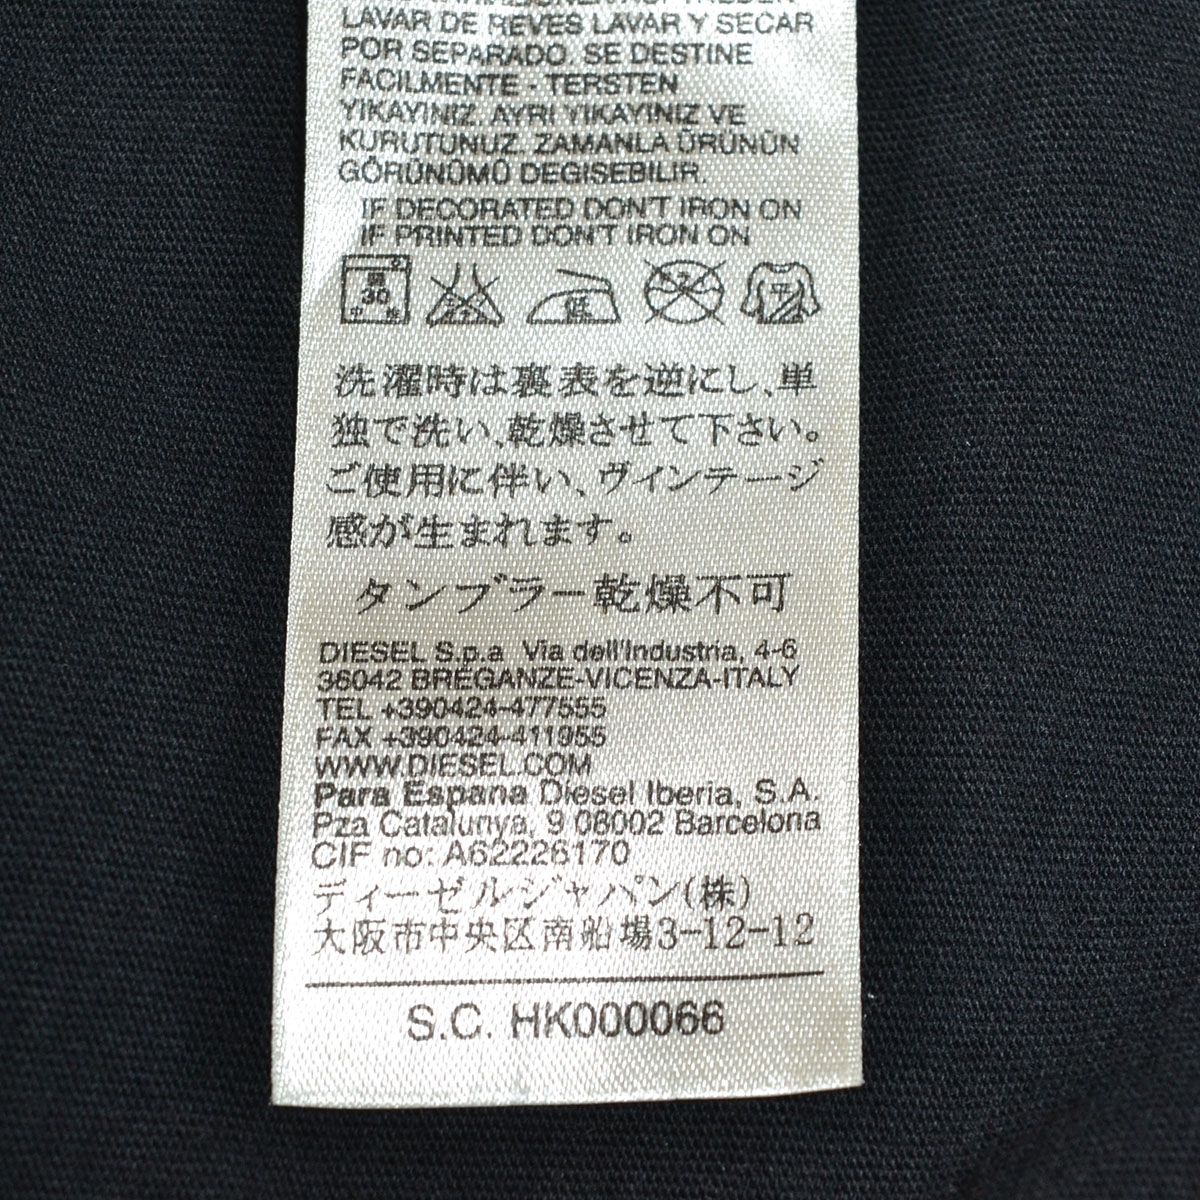 LAVAR DE REVES LAVAR Y SECAR
POR SEPARADO. SE DESTINE
FACILMENTE - TERSTEN
YIKAYINIZ. AYRI YIKAYINIZ VE
KURUTUNUZ. ZAMANLA ÜRÜNÜN
GÖRÜNÜMÜ DEGISEBILIR.
IF DECORATED DON'T IRON ON
IF PRINTED DON'T IRON ON
30
低
洗濯時は裏表を逆にし、単
独で洗い、乾燥させて下さい。
ご使用に伴い、ヴィンテージ
感が生まれます。
タンブラー乾燥不可
DIESEL S.p.a Via dell'Industria, 4-6
36042 BREGANZE-VICENZA-ITALY
TEL +390424-477555
FAX +390424-411955
WWW.DIESEL.COM
Para Espana Diesel Iberia, S.A.
Pza Catalunya, 9 08002 Barcelona
CIF no: A62226170
ディーゼルジャパン(株)
大阪市中央区南船場3-12-12
S.C. HK000066